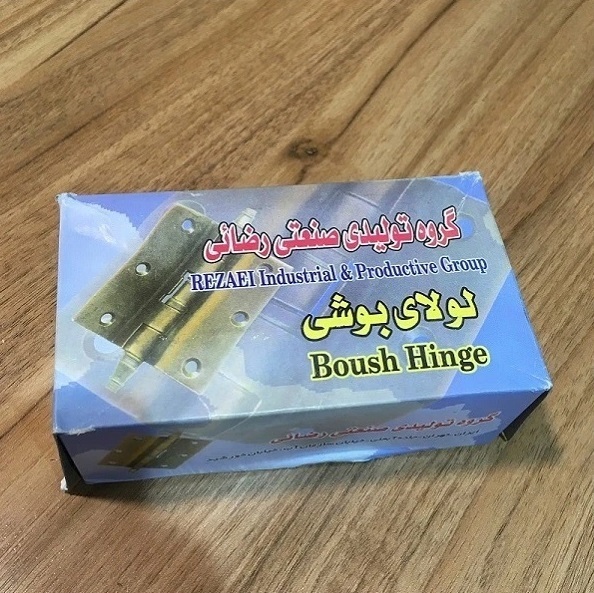 گروه تولیدی صنعتی رضائی
REZAEI Industrial & Productive Group
لولای بوشی
Boush Hinge
گروه تولیدی صنعتی رضائی